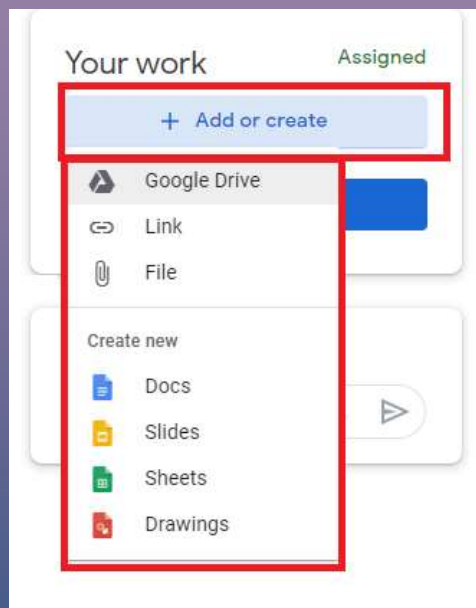 Your work
Assigned
+ Add or create
Google Drive
Link
File
Create new
Docs
Slides
Sheets
Drawings